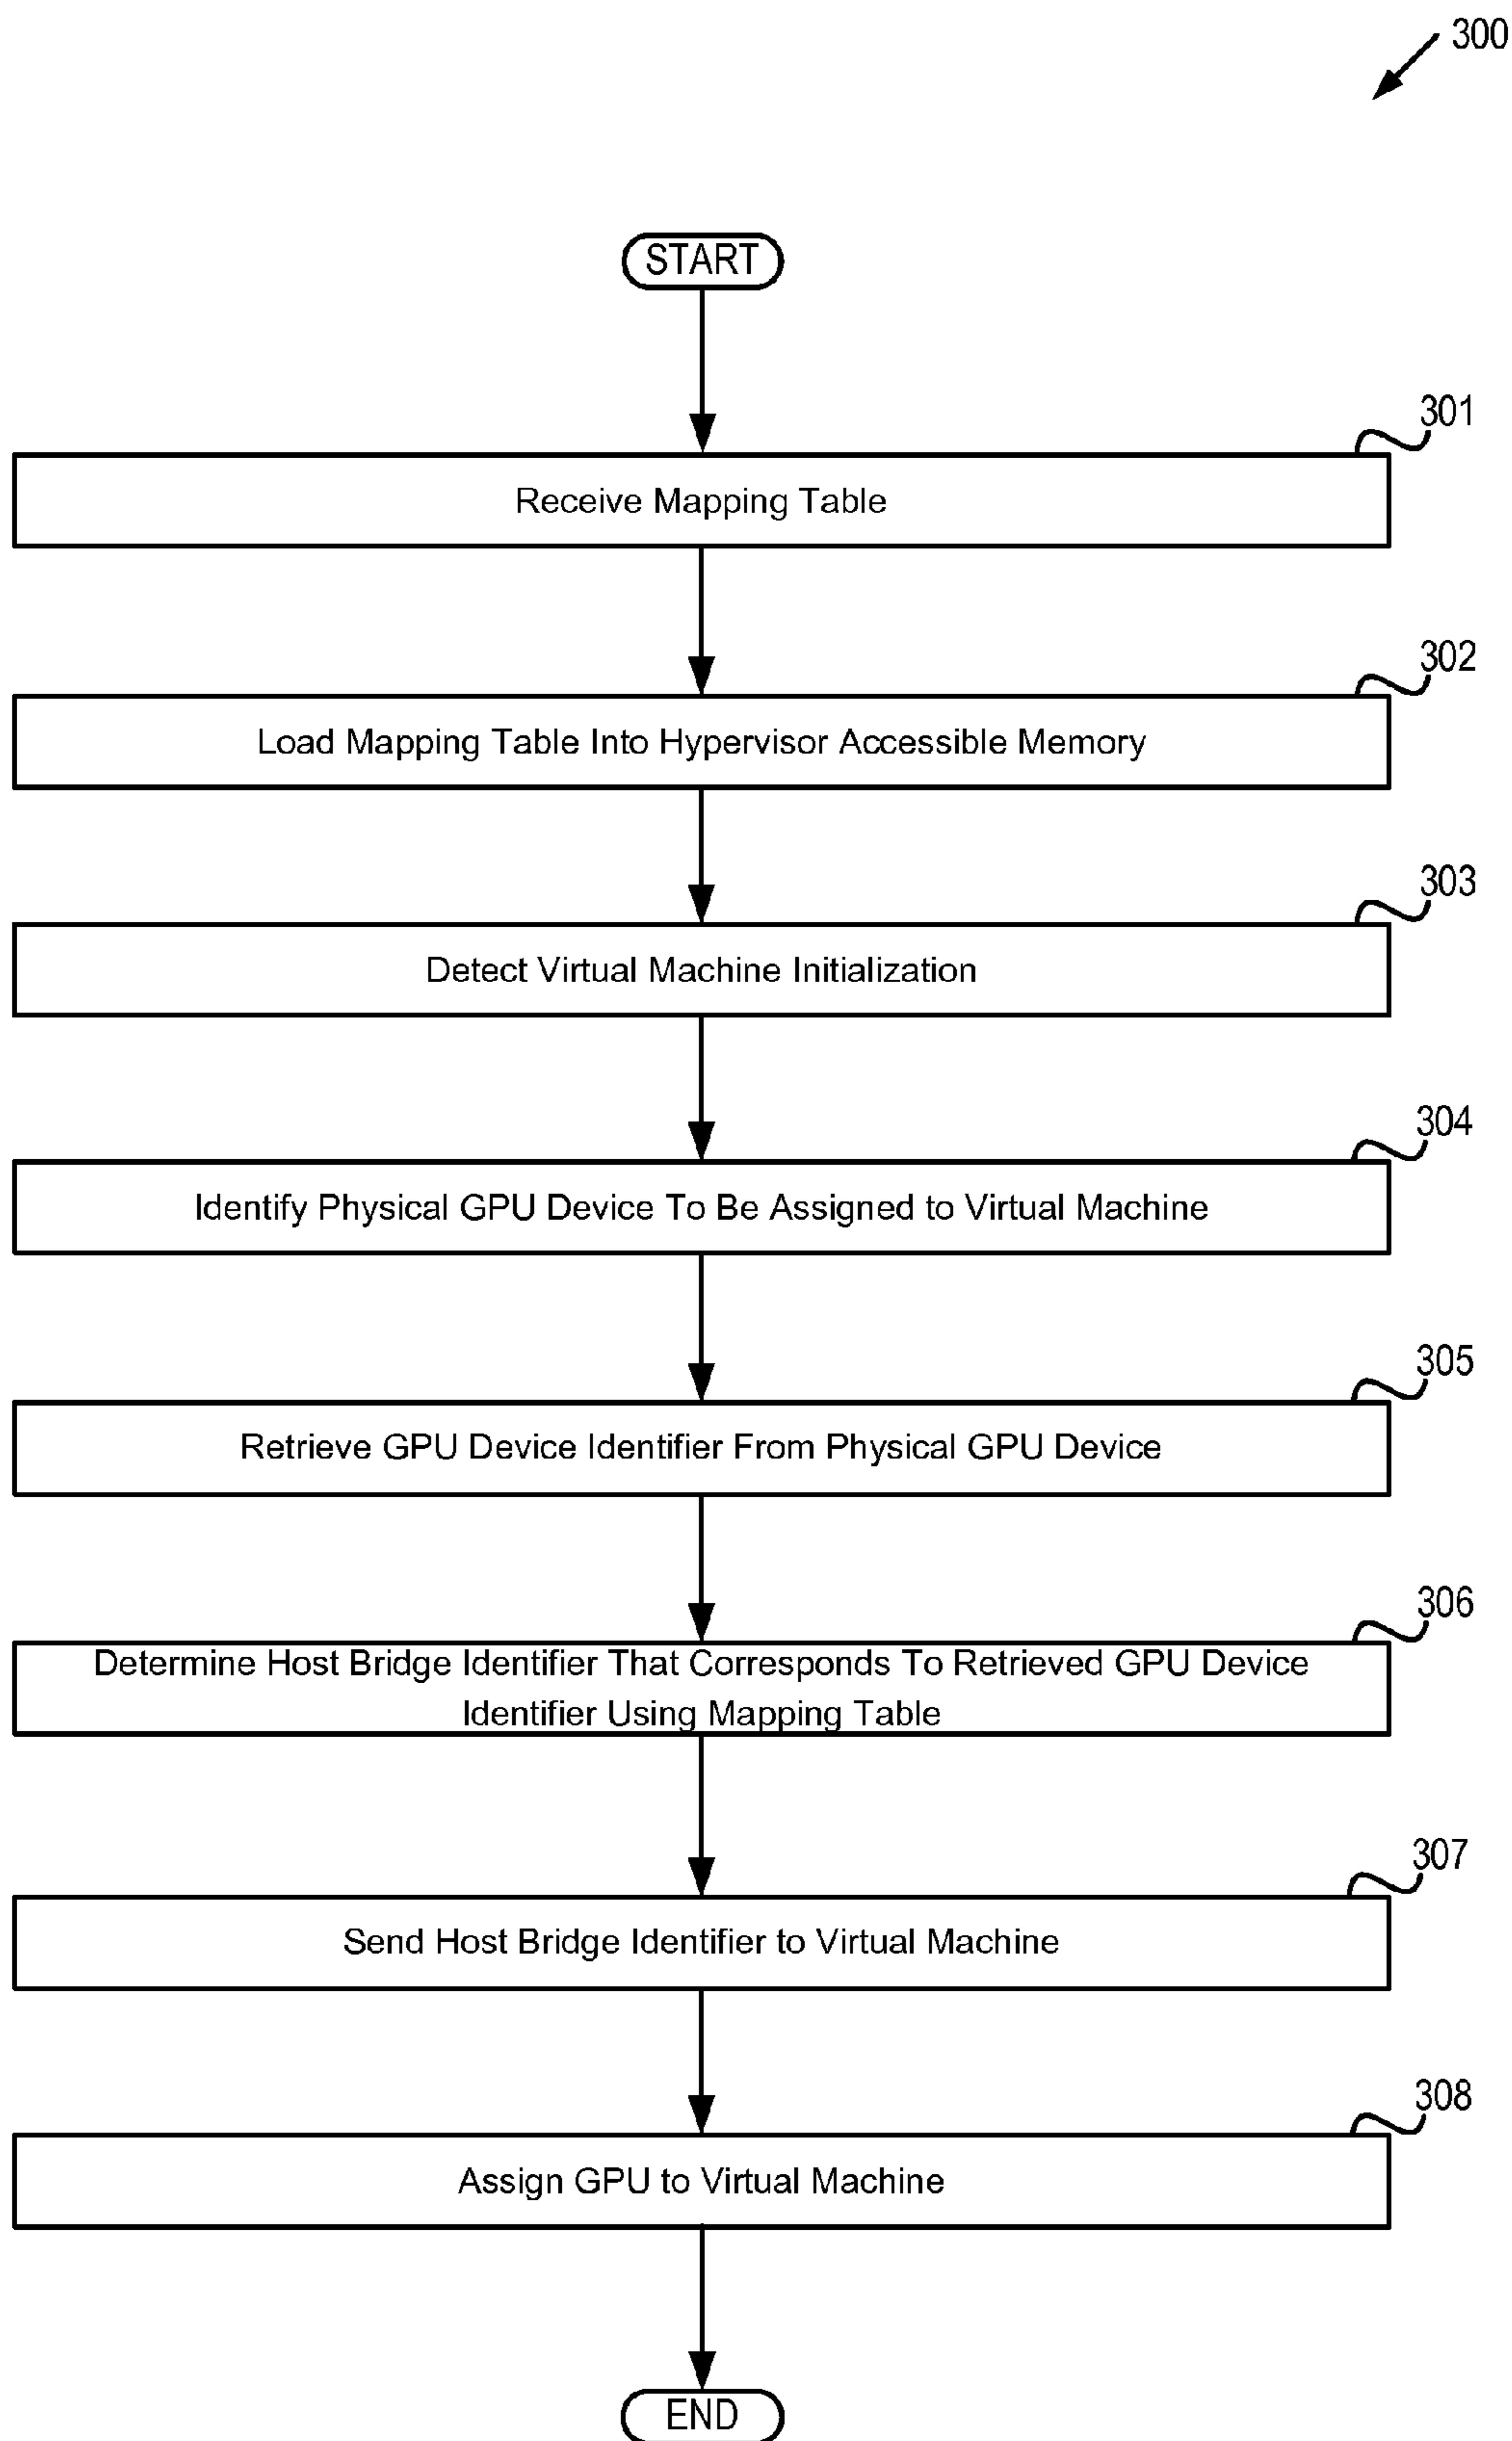 300
START
301
Receive Mapping Table
302
Load Mapping Table Into Hypervisor Accessible Memory
303
Detect Virtual Machine Initialization
304
Identify Physical GPU Device To Be Assigned to Virtual Machine
305
Retrieve GPU Device Identifier From Physical GPU Device
306
Determine Host Bridge Identifier That Corresponds To Retrieved GPU Device
Identifier Using Mapping Table
307
Send Host Bridge Identifier to Virtual Machine
308
Assign GPU to Virtual Machine
END